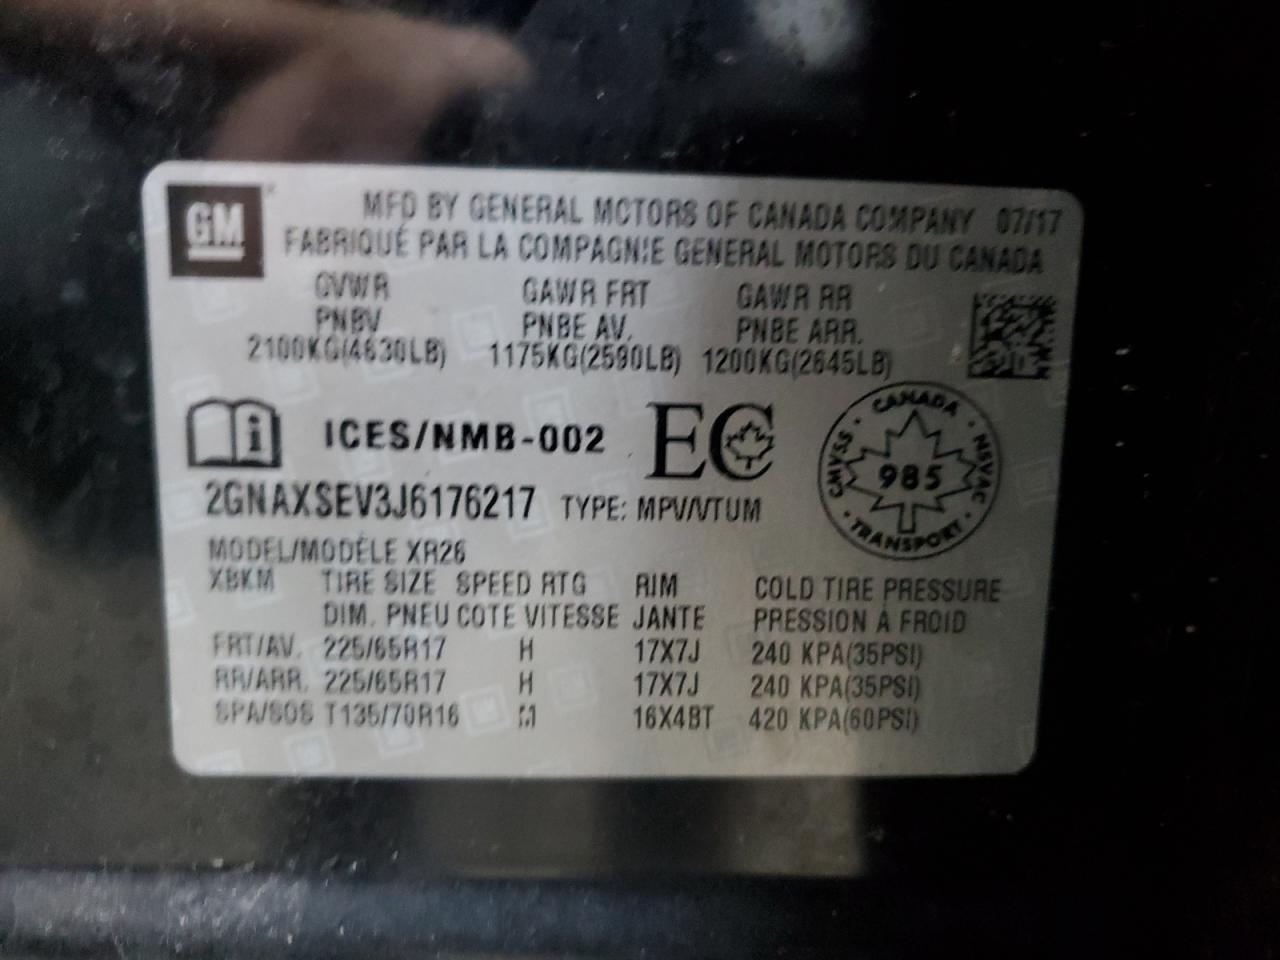 GM
MFD BY GENERAL MOTORS OF CANADA COMPANY 07/17
FABRIQUÉ PAR LA COMPAGNIE GENERAL MOTORS DU CANADA
GVWR GAWR FRT GAWR RR
PNBV PNBE AV. PNBE ARR.
2100KG(4630LB) 1175KG(2590LB) 1200KG(2645LB)
ICES/NMB-002 EC
CANADA · NSVAC · TRANSPORT · CMVSS ·
985
2GNAXSEV3J6176217 TYPE: MPV/VTUM
MODEL/MODÈLE XR26
XBKM TIRE SIZE SPEED RTG RIM COLD TIRE PRESSURE
DIM. PNEU COTE VITESSE JANTE PRESSION À FROID
FRT/AV. 225/65R17 H 17X7J 240 KPA(35PSI)
RR/ARR. 225/65R17 H 17X7J 240 KPA(35PSI)
SPA/SOS T135/70R16 M 16X4BT 420 KPA(60PSI)